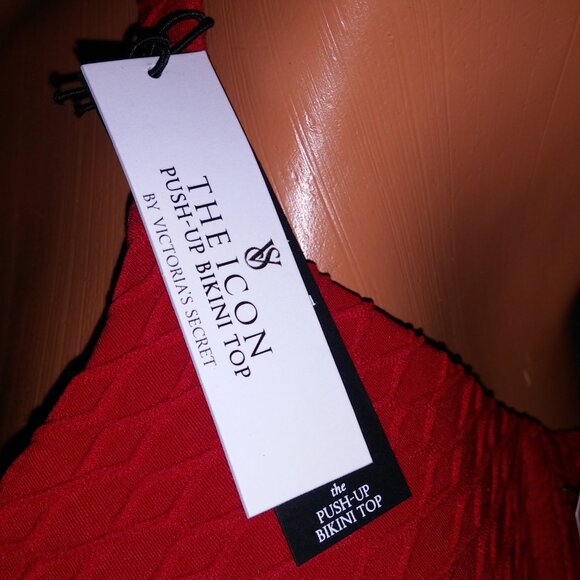 VS
THE ICON
PUSH-UP BIKINI TOP
BY VICTORIA'S SECRET
the
PUSH-UP
BIKINI TOP